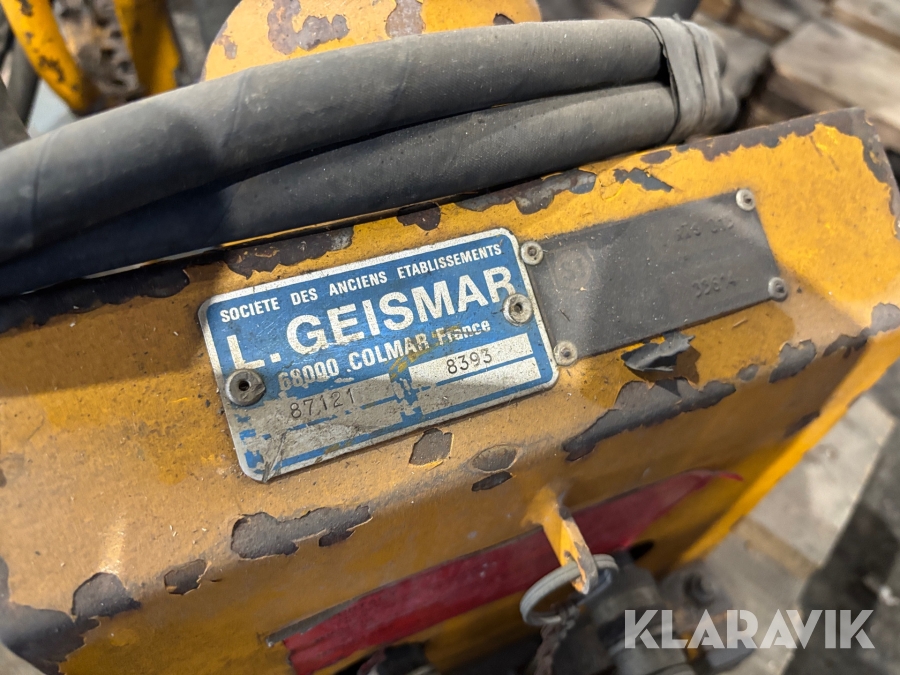 SOCIETE DES ANCIENS ETABLISSEMENTS
L. GEISMAR
68000 COLMAR France
87121
8393
KLARAVIK